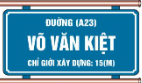 ĐƯỜNG (A23)
VÕ VĂN KIỆT
CHỈ GIỚI XÂY DỰNG: 15(M)